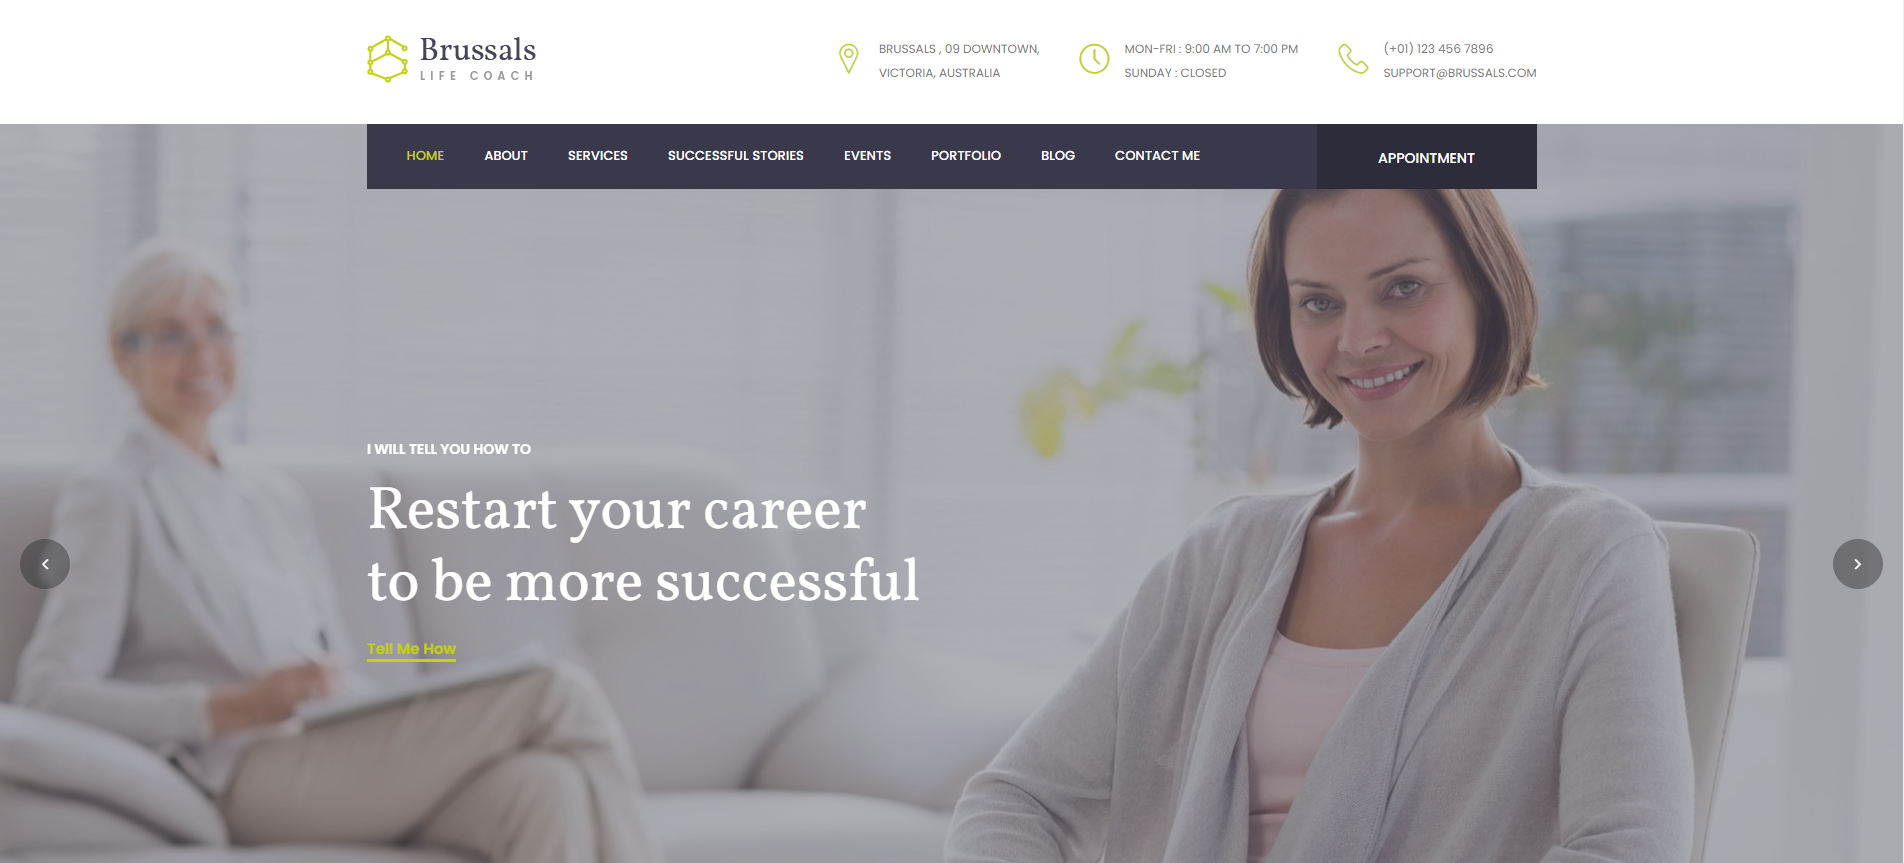 Brussals
LIFE COACH
BRUSSALS , 09 DOWNTOWN,
VICTORIA, AUSTRALIA
MON-FRI : 9:00 AM TO 7:00 PM
SUNDAY : CLOSED
(+01) 123 456 7896
SUPPORT@BRUSSALS.COM
HOME ABOUT SERVICES SUCCESSFUL STORIES EVENTS PORTFOLIO BLOG CONTACT ME APPOINTMENT
I WILL TELL YOU HOW TO
Restart your career
to be more successful
Tell Me How